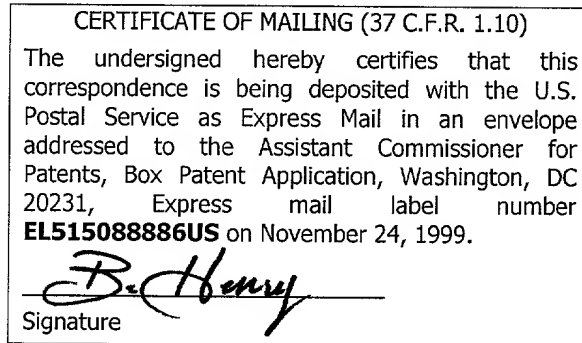 CERTIFICATE OF MAILING (37 C.F.R. 1.10)
The undersigned hereby certifies that this
correspondence is being deposited with the U.S.
Postal Service as Express Mail in an envelope
addressed to the Assistant Commissioner for
Patents, Box Patent Application, Washington, DC
20231, Express mail label number
EL515088886US on November 24, 1999.
B. Henry
Signature